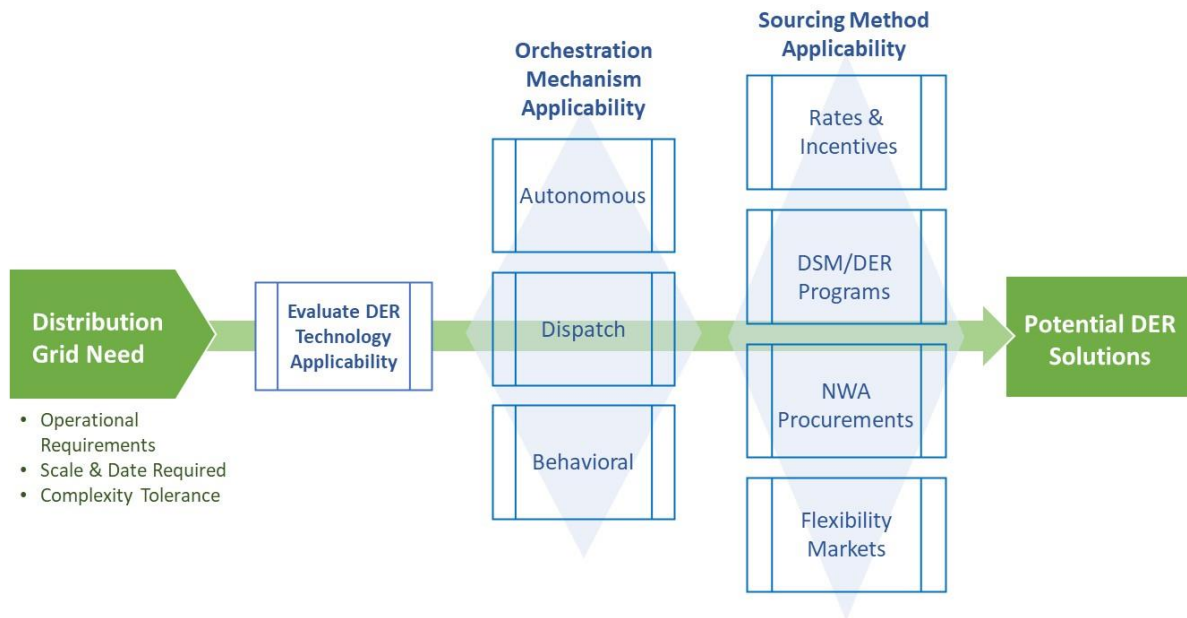 Distribution
Grid Need
• Operational
Requirements
• Scale & Date Required
• Complexity Tolerance
Evaluate DER
Technology
Applicability
Orchestration
Mechanism
Applicability
Autonomous
Dispatch
Behavioral
Sourcing Method
Applicability
Rates &
Incentives
DSM/DER
Programs
NWA
Procurements
Flexibility
Markets
Potential DER
Solutions